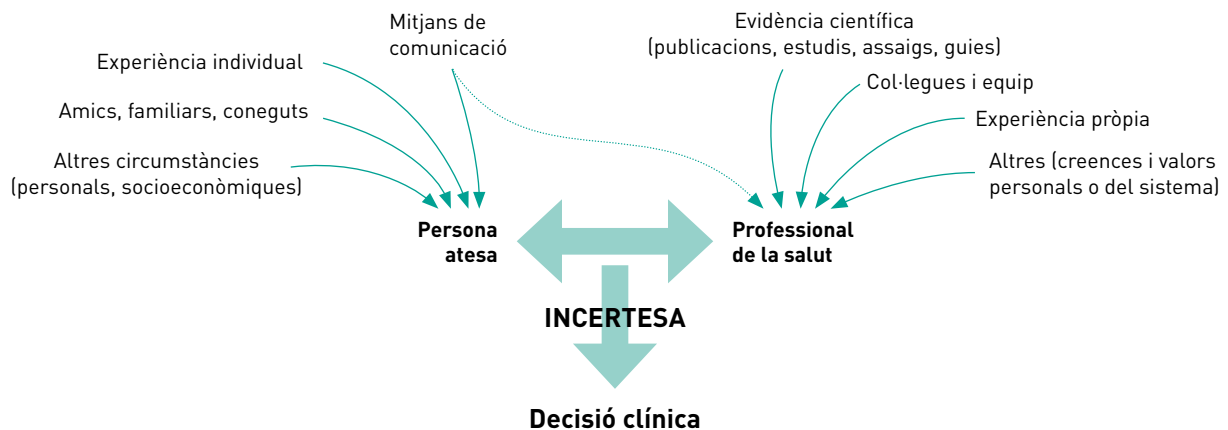 Mitjans de
comunicació
Experiència individual
Amics, familiars, coneguts
Altres circumstàncies
(personals, socioeconòmiques)
Evidència científica
(publicacions, estudis, assaigs, guies)
Col·legues i equip
Experiència pròpia
Altres (creences i valors
personals o del sistema)
Persona
atesa
Professional
de la salut
INCERTESA
Decisió clínica